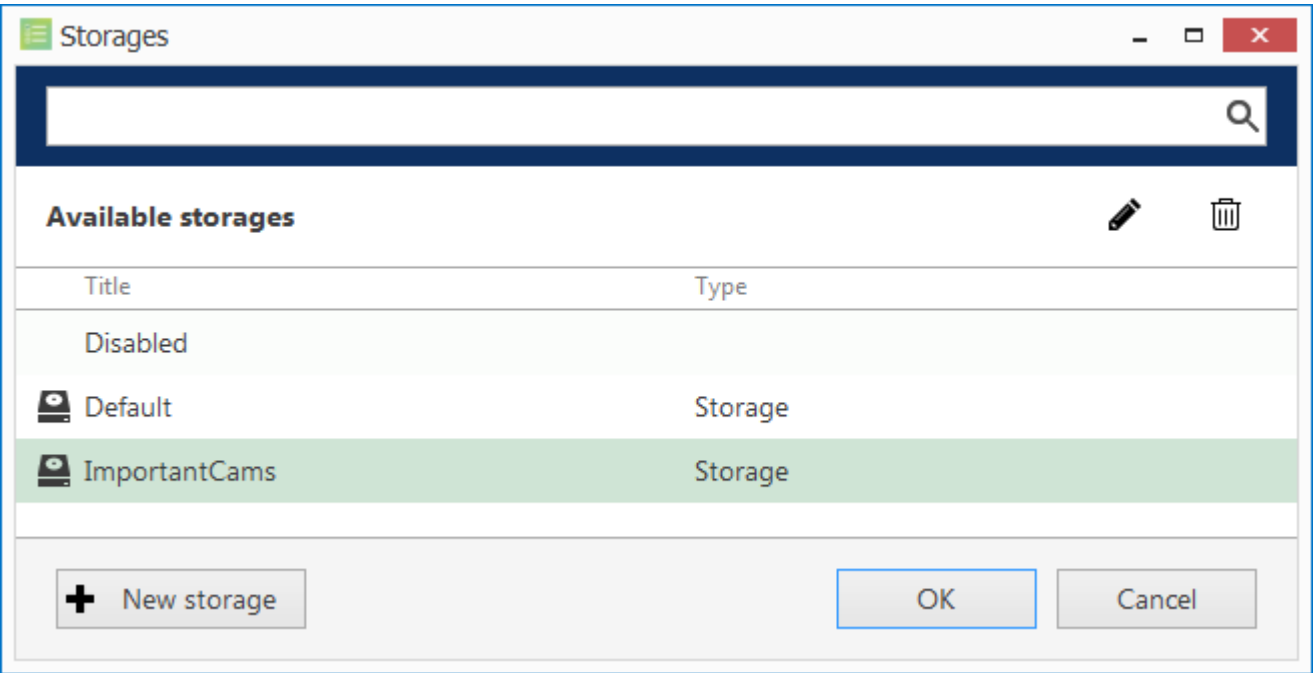 Storages
Available storages
Title Type
Disabled
Default Storage
ImportantCams Storage
New storage OK Cancel